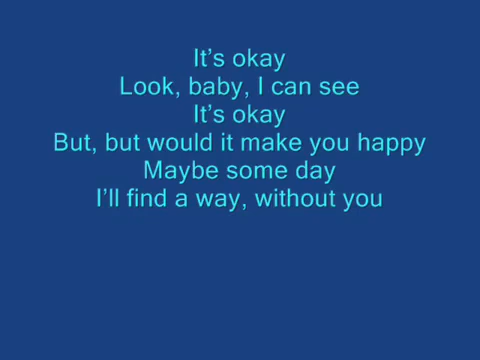 It’s okay
Look, baby, I can see
It’s okay
But, but would it make you happy
Maybe some day
I’ll find a way, without you